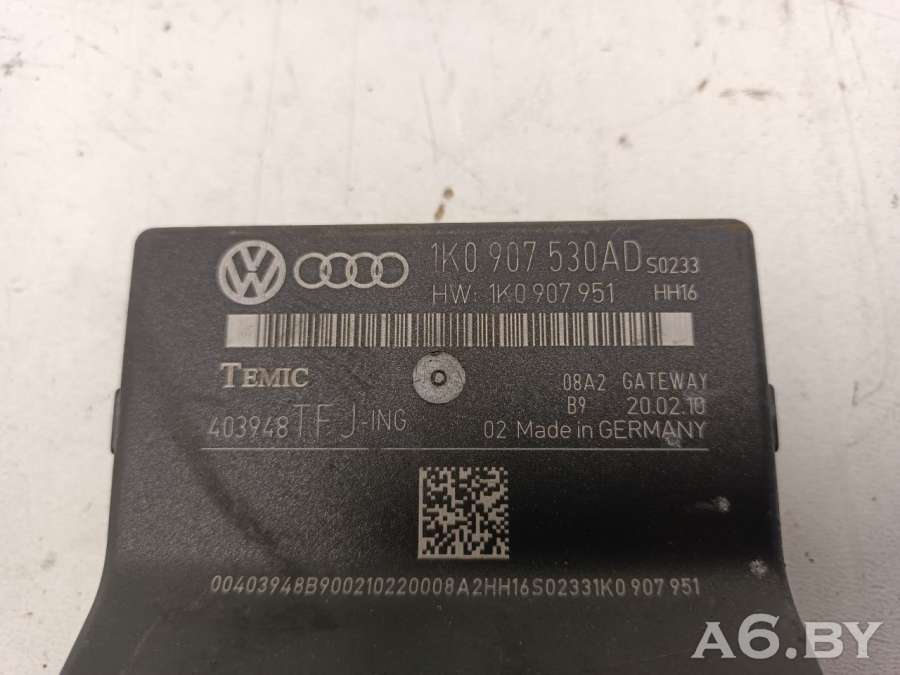 1K0 907 530AD S0233
HW: 1K0 907 951 HH16
TEMIC
08A2 GATEWAY
B9 20.02.10
403948 TF J-ING
02 Made in GERMANY
00403948B900210220008A2HH16S02331K0 907 951
A6.BY